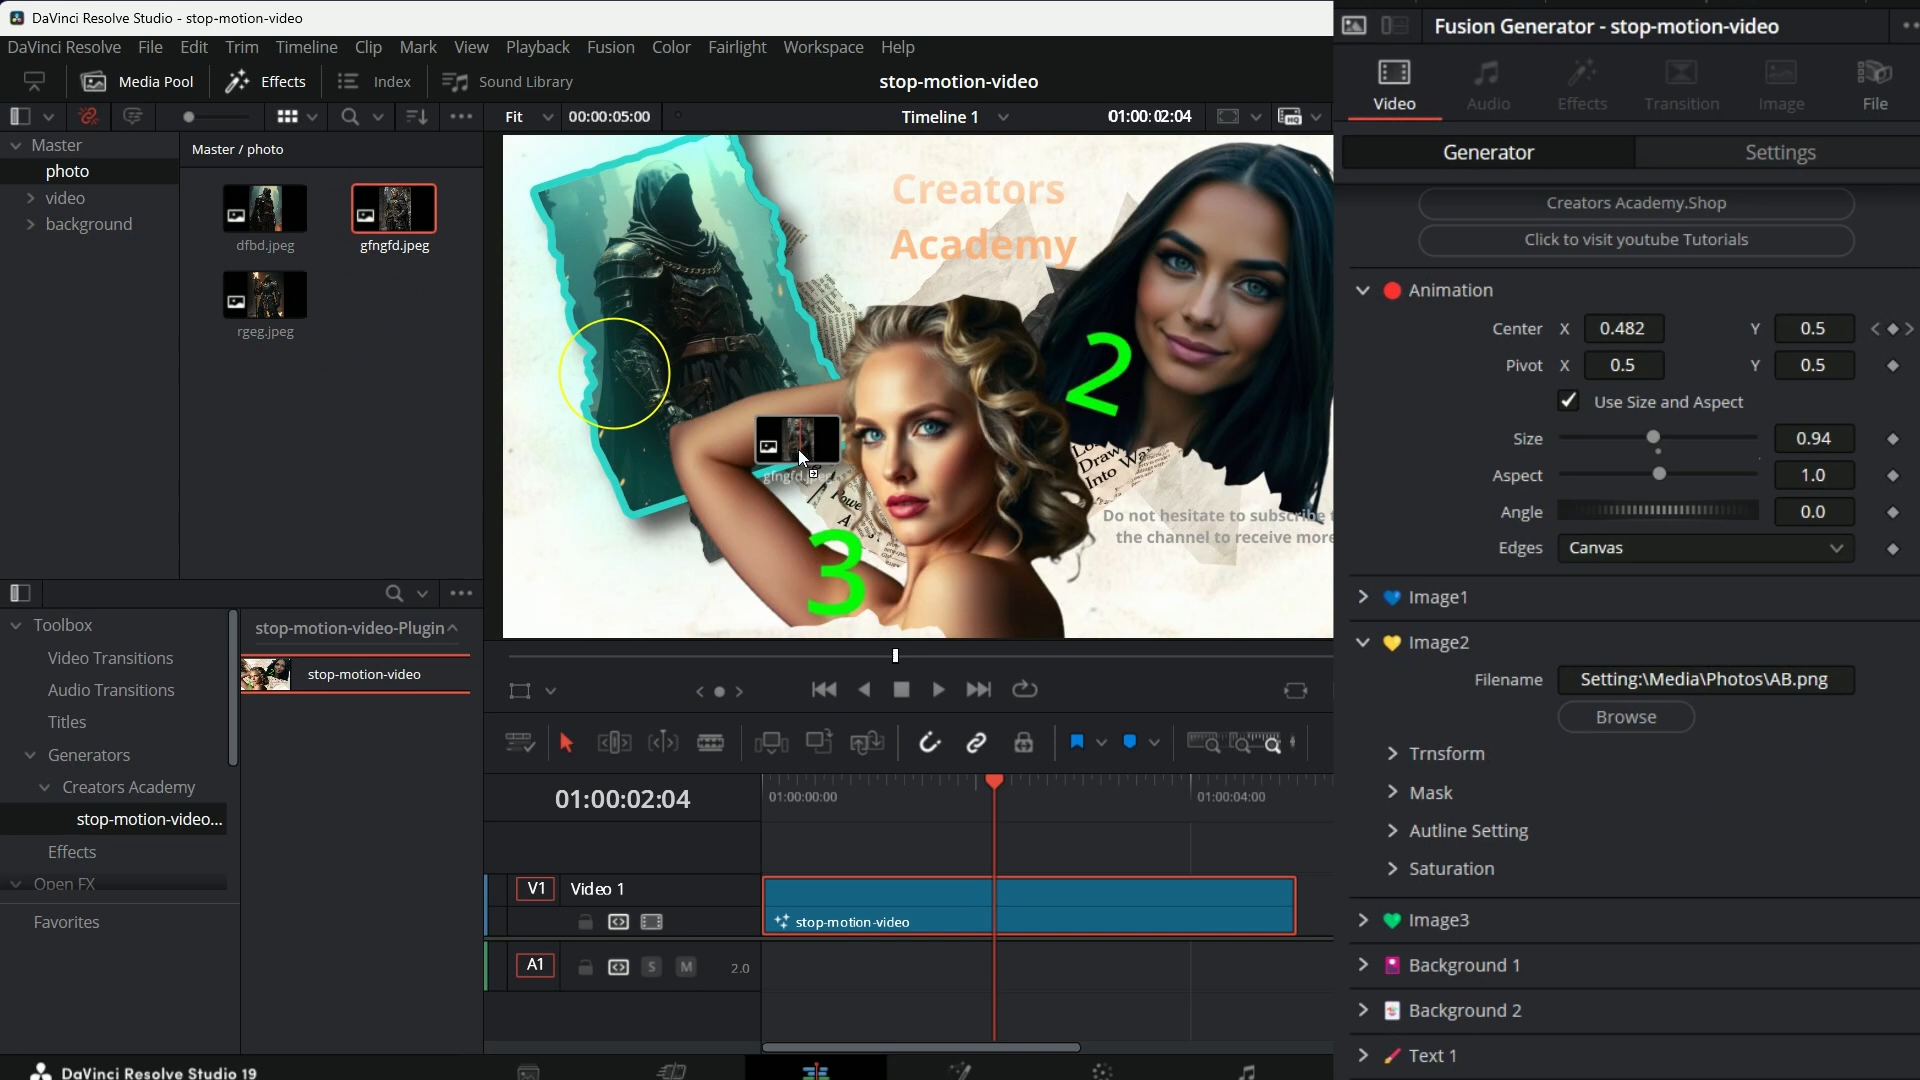 DaVinci Resolve Studio - stop-motion-video
DaVinci Resolve File Edit Trim Timeline Clip Mark View Playback Fusion Color Fairlight Workspace Help
Media Pool Effects Index Sound Library
stop-motion-video
Fit 00:00:05:00 Timeline 1 01:00:02:04
Master
photo
video
background
Master / photo
dfbd.jpeg gfngfd.jpeg
rgeg.jpeg
Creators
Academy
2
3
gfngfd.jpeg
Draw
Into Wa
Powe
A
Do not hesitate to subscribe
the channel to receive more
Toolbox
Video Transitions
Audio Transitions
Titles
Generators
Creators Academy
stop-motion-video...
Effects
Open FX
Favorites
stop-motion-video-Plugin
stop-motion-video
01:00:02:04
01:00:00:00 01:00:04:00
V1 Video 1
stop-motion-video
A1 S M 2.0
DaVinci Resolve Studio 19
Fusion Generator - stop-motion-video
Video Audio Effects Transition Image File
Generator Settings
Creators Academy.Shop
Click to visit youtube Tutorials
Animation
Center X 0.482 Y 0.5
Pivot X 0.5 Y 0.5
Use Size and Aspect
Size 0.94
Aspect 1.0
Angle 0.0
Edges Canvas
Image1
Image2
Filename Setting:\Media\Photos\AB.png
Browse
Trnsform
Mask
Autline Setting
Saturation
Image3
Background 1
Background 2
Text 1